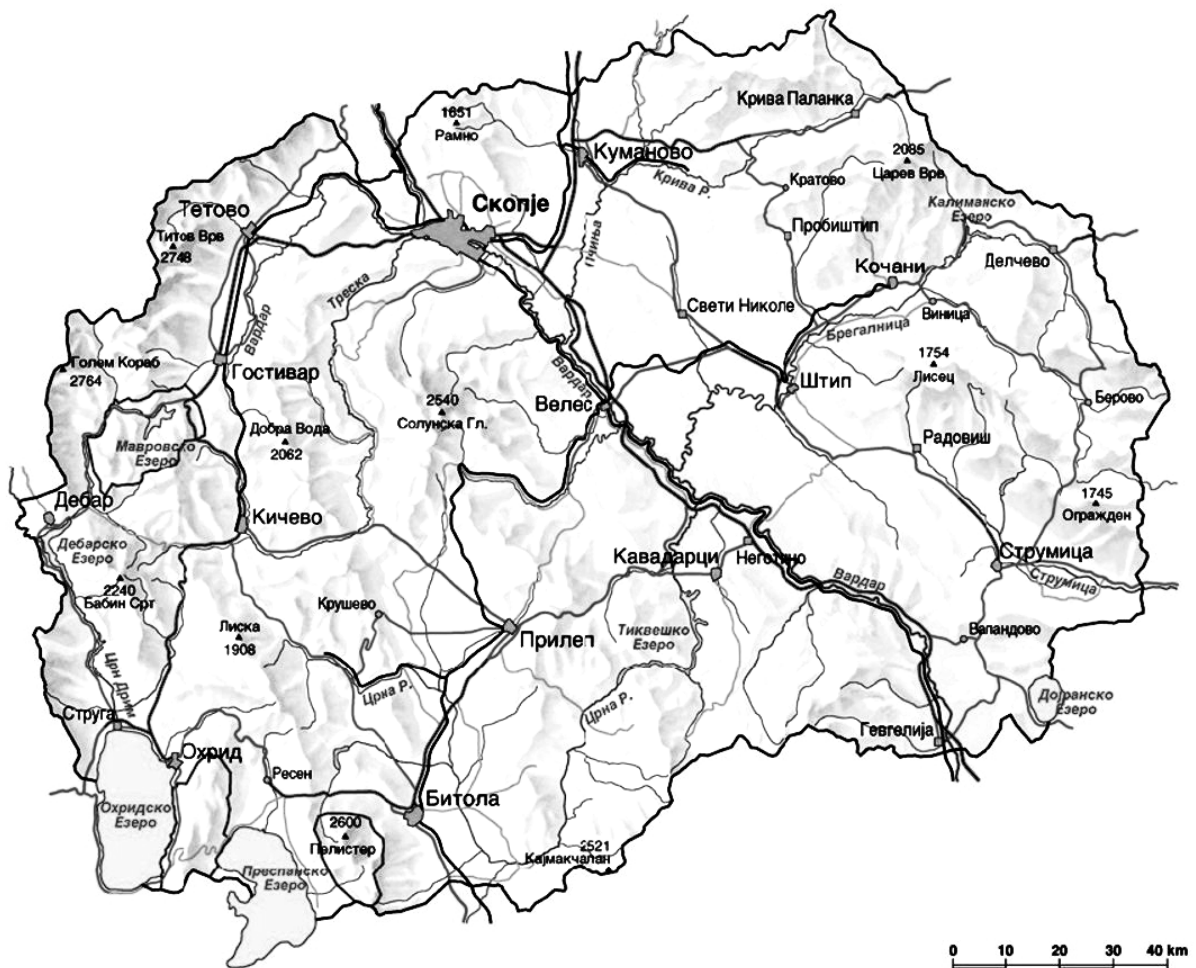 Крива Паланка
1651
Рамно
Куманово
2085
Царев Врв
Крива Р.
Кратово
Скопје
Калиманско
Езеро
Тетово
Титов Врв
2748
Пробиштип
Пчиња
Делчево
Кочани
Треска
Свети Николе
Виница
Вардар
Брегалница
Голем Кораб
2764
Гостивар
Вардар
1754
Лисец
Штип
2540
Солунска Гл.
Велес
Берово
Добра Вода
2062
Мавровско
Езеро
Радовиш
1745
Огражден
Дебар
Кичево
Дебарско
Езеро
Кавадарци
Неготино
Струмица
Вардар
Струмица
2240
Бабин Срт
Крушево
Лиска
1908
Прилеп
Тиквешко
Езеро
Валандово
Црн Дрим
Црна Р.
Црна Р.
Дојранско
Езеро
Струга
Гевгелија
Охрид
Ресен
Охридско
Езеро
Битола
2600
Пелистер
2521
Кајмакчалан
Преспанско
Езеро
0 10 20 30 40 km